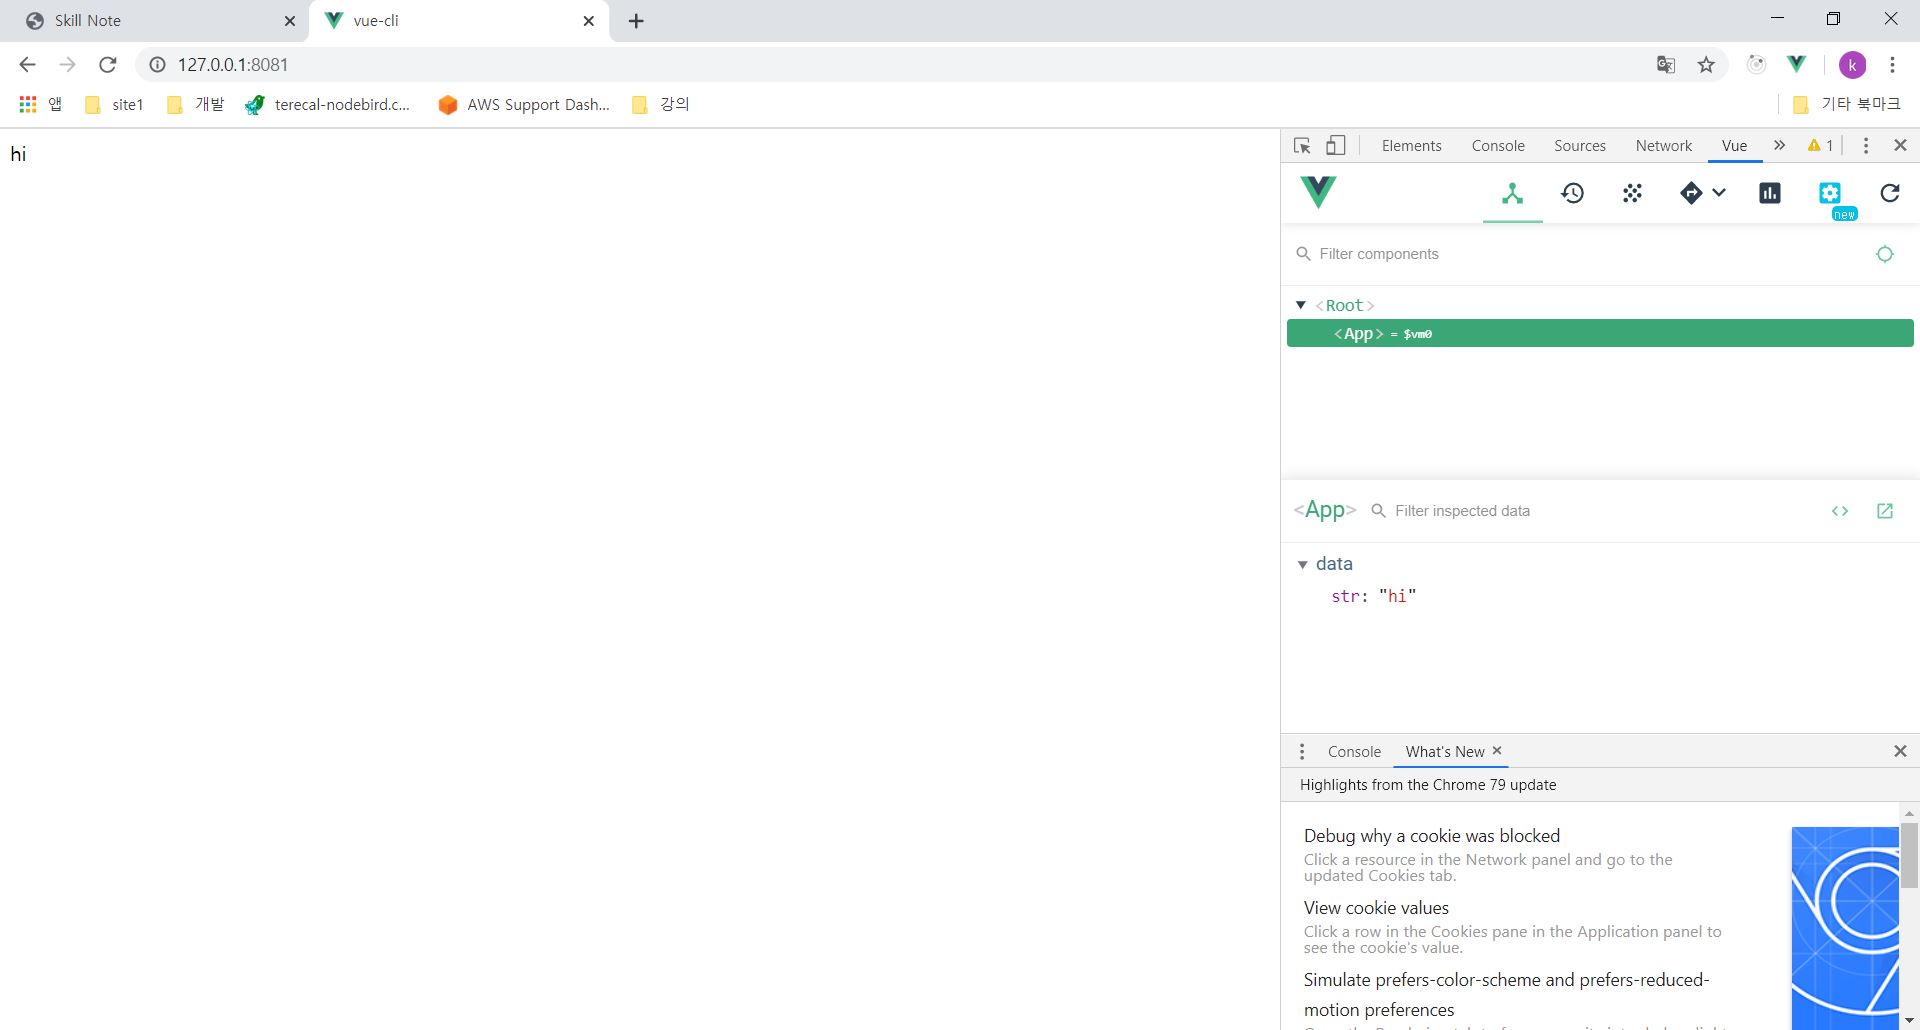 Skill Note
vue-cli
127.0.0.1:8081
k
앱
site1
개발
terecal-nodebird.c...
AWS Support Dash...
강의
기타 북마크
hi
Elements Console Sources Network Vue » 1
new
Filter components
<Root>
<App> = $vm0
<App> Filter inspected data
data
str: "hi"
Console What's New
Highlights from the Chrome 79 update
Debug why a cookie was blocked
Click a resource in the Network panel and go to the
updated Cookies tab.
View cookie values
Click a row in the Cookies pane in the Application panel to
see the cookie's value.
Simulate prefers-color-scheme and prefers-reduced-
motion preferences